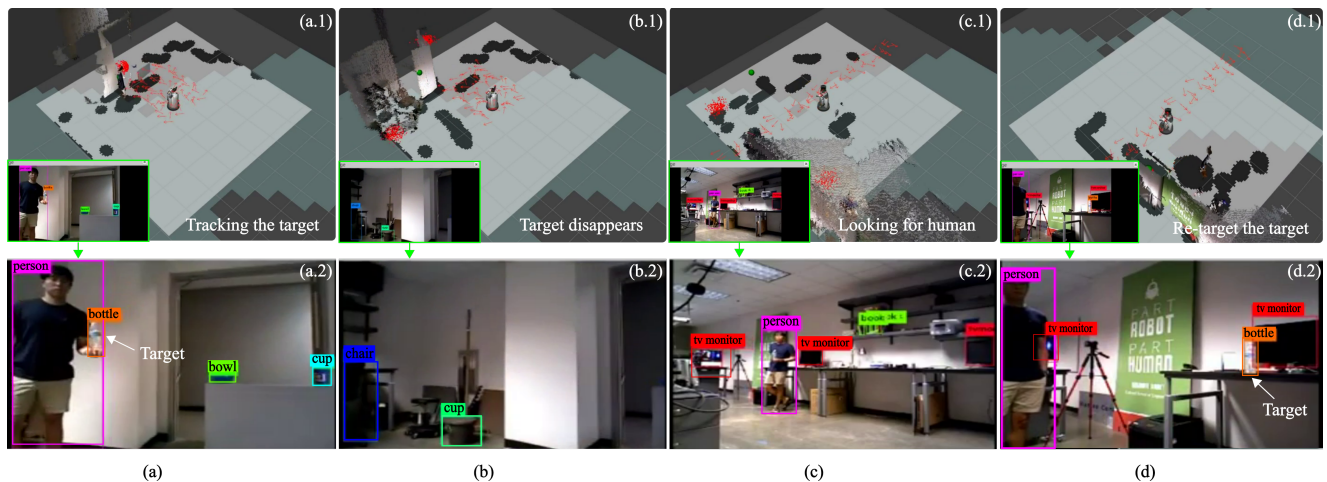 (a.1)
Tracking the target
(b.1)
Target disappears
(c.1)
Looking for human
(d.1)
Re-target the target
(a.2)
person
bottle
Target
bowl
cup
(b.2)
chair
cup
(c.2)
person
tv monitor
tv monitor
book
(d.2)
person
tv monitor
tv monitor
bottle
Target
PART
ROBOT
PART
HUMAN
(a)
(b)
(c)
(d)